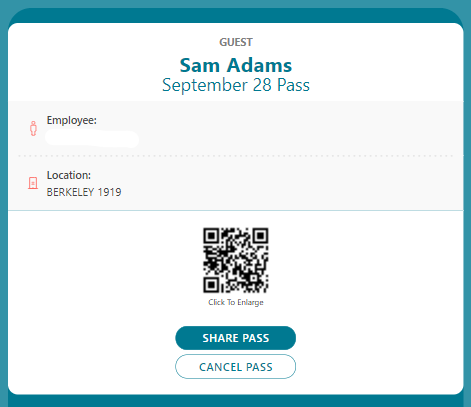 GUEST
Sam Adams
September 28 Pass
Employee:
Location:
BERKELEY 1919
Click To Enlarge
SHARE PASS
CANCEL PASS